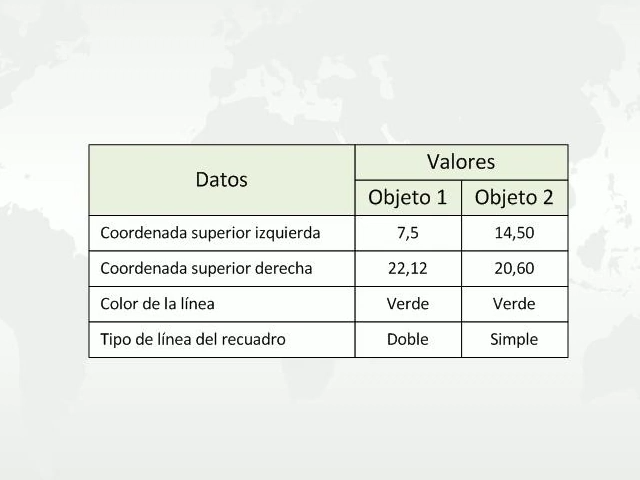 Datos
Valores
Objeto 1 Objeto 2
Coordenada superior izquierda 7,5 14,50
Coordenada superior derecha 22,12 20,60
Color de la línea Verde Verde
Tipo de línea del recuadro Doble Simple